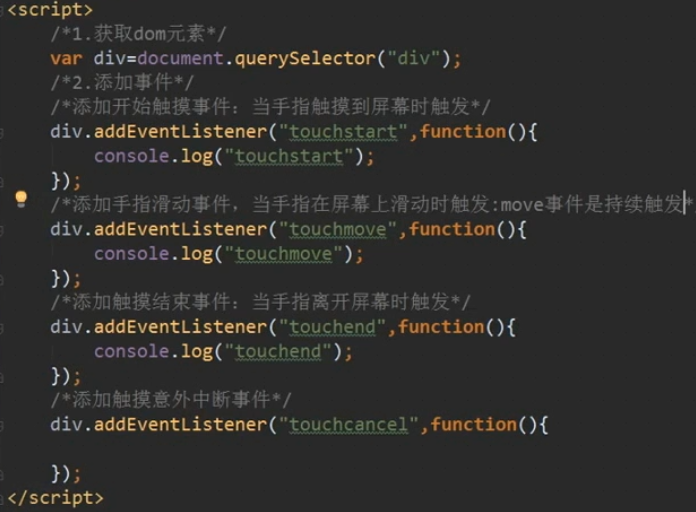 <script>
/*1.获取dom元素*/
var div=document.querySelector("div");
/*2.添加事件*/
/*添加开始触摸事件：当手指触摸到屏幕时触发*/
div.addEventListener("touchstart",function(){
console.log("touchstart");
});
/*添加手指滑动事件，当手指在屏幕上滑动时触发:move事件是持续触发*
div.addEventListener("touchmove",function(){
console.log("touchmove");
});
/*添加触摸结束事件：当手指离开屏幕时触发*/
div.addEventListener("touchend",function(){
console.log("touchend");
});
/*添加触摸意外中断事件*/
div.addEventListener("touchcancel",function(){
});
</script>